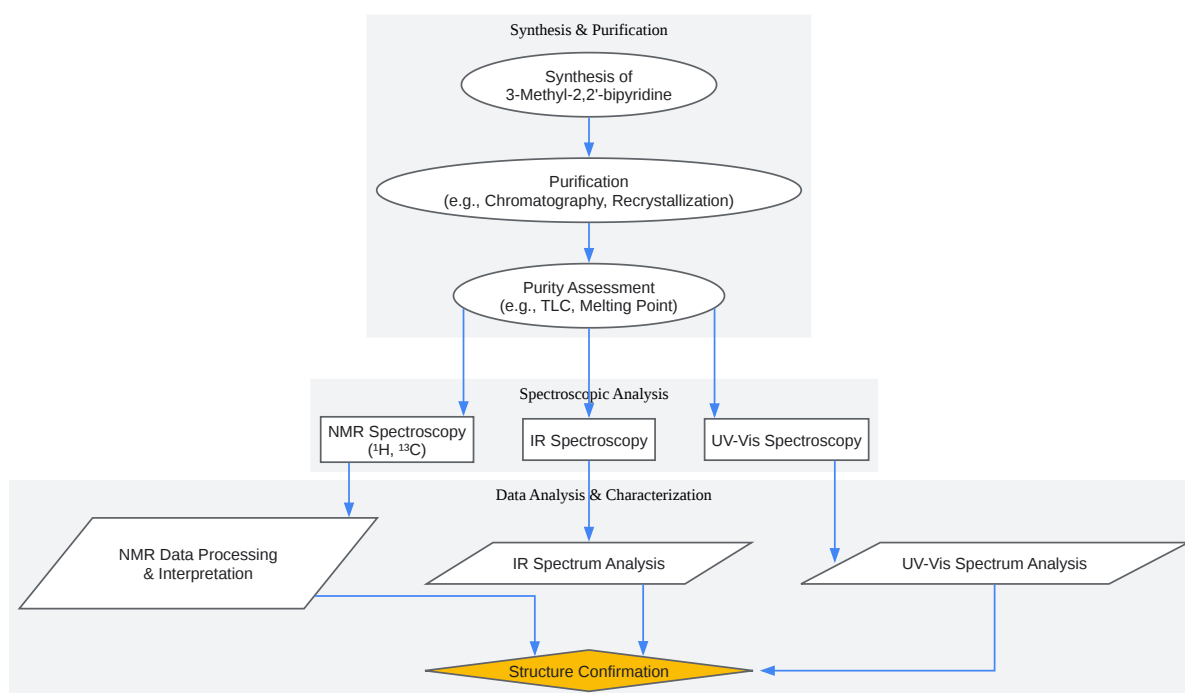 Synthesis & Purification
Synthesis of
3-Methyl-2,2'-bipyridine
Purification
(e.g., Chromatography, Recrystallization)
Purity Assessment
(e.g., TLC, Melting Point)
Spectroscopic Analysis
NMR Spectroscopy
(¹H, ¹³C)
IR Spectroscopy
UV-Vis Spectroscopy
Data Analysis & Characterization
NMR Data Processing
& Interpretation
IR Spectrum Analysis
UV-Vis Spectrum Analysis
Structure Confirmation